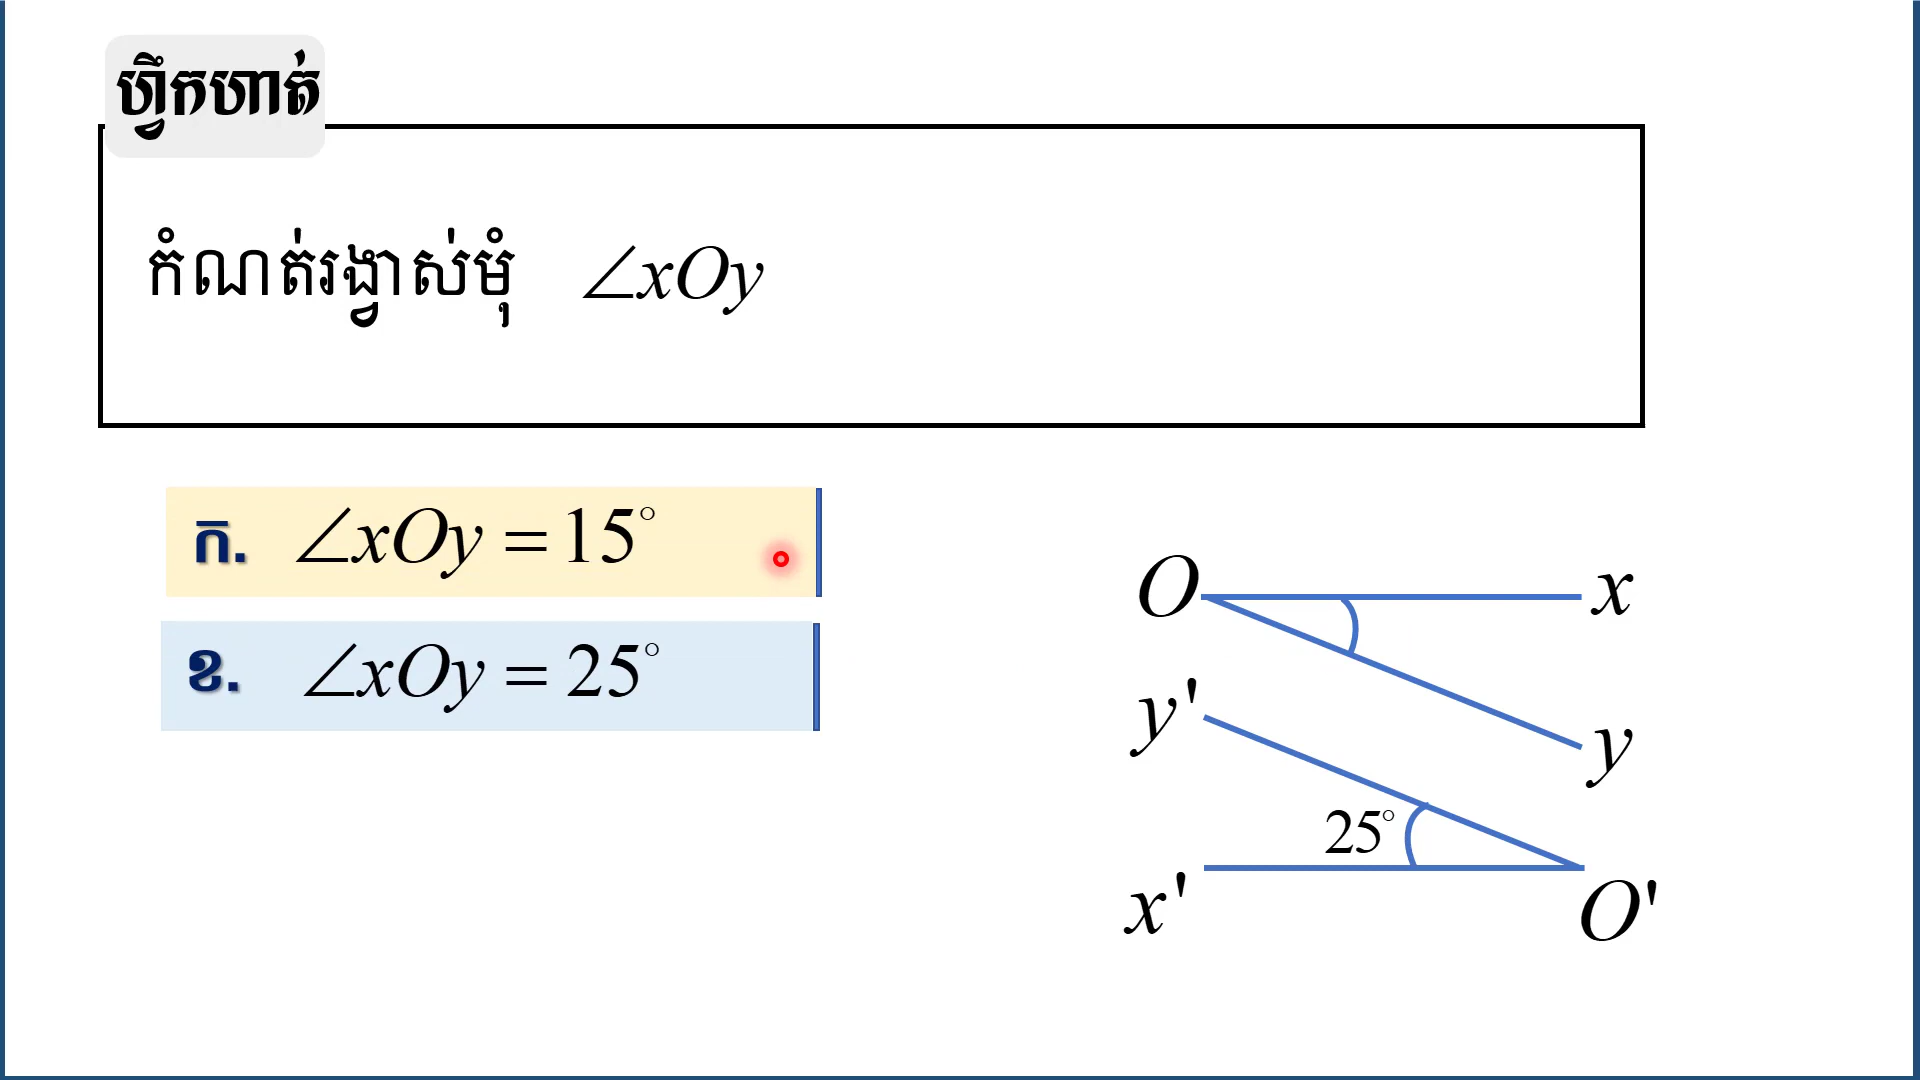 ហ្វឹកហាត់
កំណត់រង្វាស់មុំ ∠xOy
ក. ∠xOy = 15°
ខ. ∠xOy = 25°
O x
y
y'
25°
x' O'